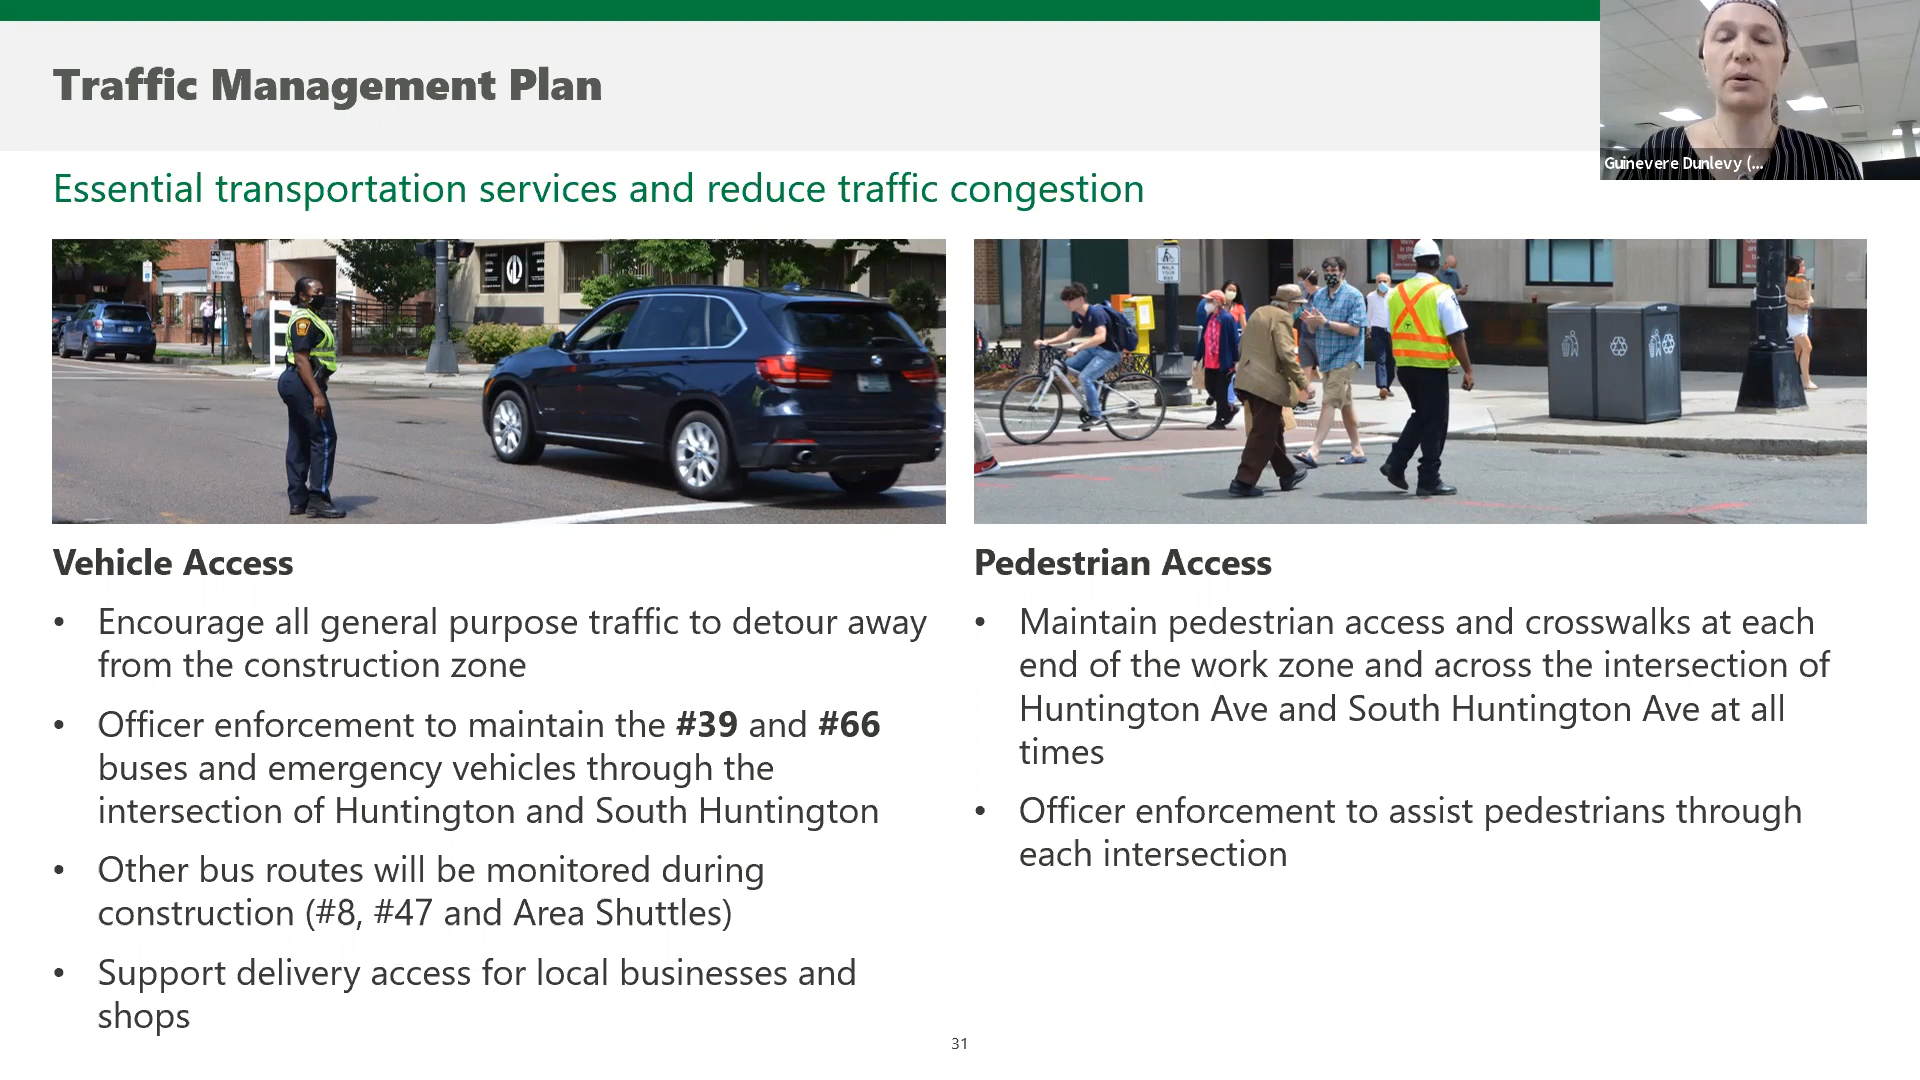 Traffic Management Plan
Guinevere Dunlevy (...
Essential transportation services and reduce traffic congestion
WALK
YOUR
BIKE
Vehicle Access
• Encourage all general purpose traffic to detour away
from the construction zone
• Officer enforcement to maintain the #39 and #66
buses and emergency vehicles through the
intersection of Huntington and South Huntington
• Other bus routes will be monitored during
construction (#8, #47 and Area Shuttles)
• Support delivery access for local businesses and
shops
Pedestrian Access
• Maintain pedestrian access and crosswalks at each
end of the work zone and across the intersection of
Huntington Ave and South Huntington Ave at all
times
• Officer enforcement to assist pedestrians through
each intersection
31